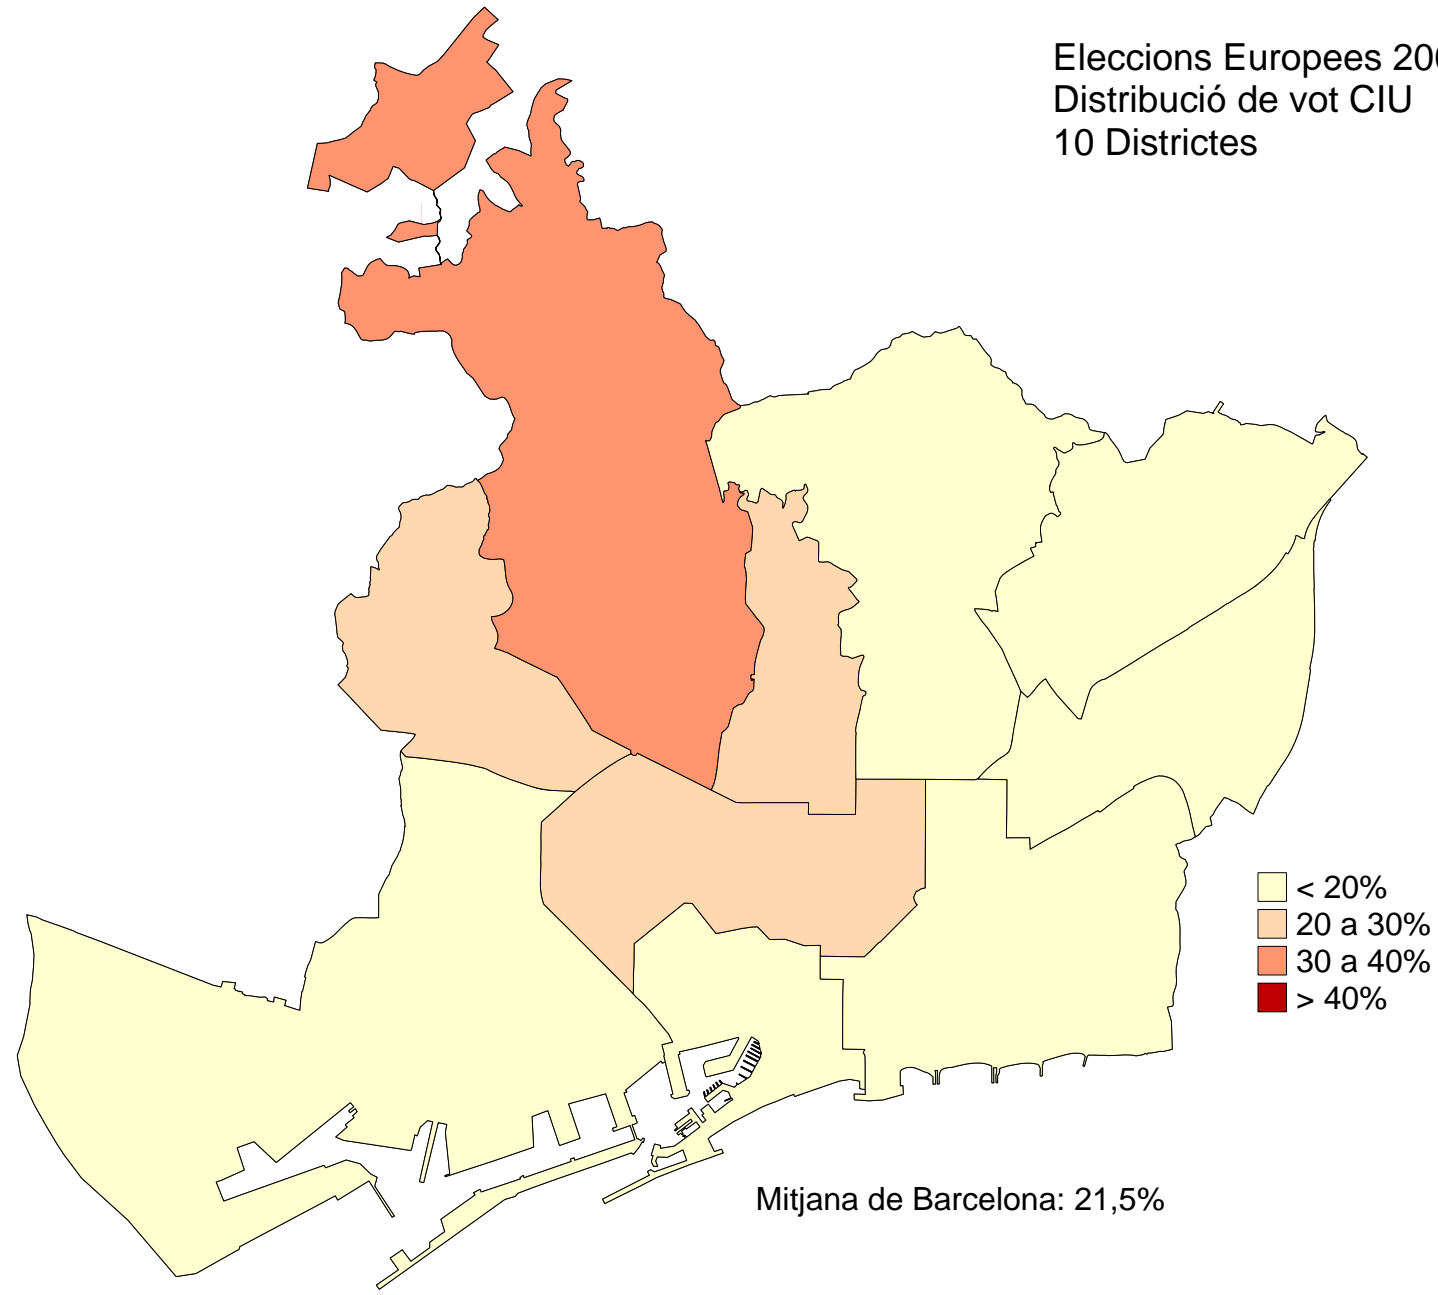 Eleccions Europees 200
Distribució de vot CIU
10 Districtes
< 20%
20 a 30%
30 a 40%
> 40%
Mitjana de Barcelona: 21,5%